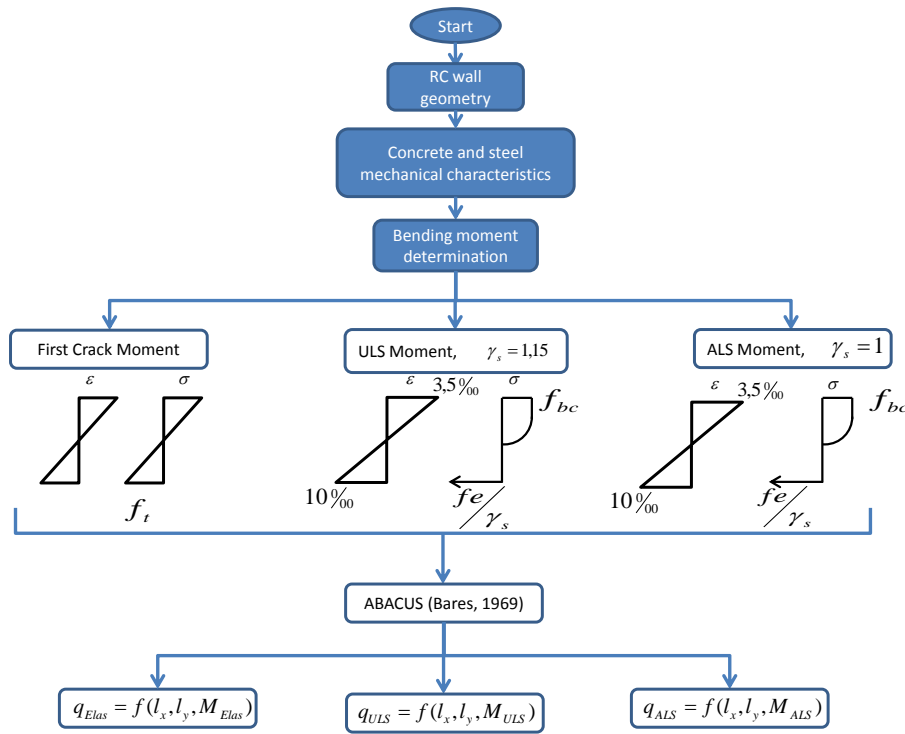 Start
RC wall
geometry
Concrete and steel
mechanical characteristics
Bending moment
determination
First Crack Moment
ULS Moment, γs = 1,15
ALS Moment, γs = 1
ε σ
ε 3,5‰ σ
ε 3,5‰ σ
fbc
fbc
10‰
fe/γs
10‰
fe/γs
ft
ABACUS (Bares, 1969)
qElas = f(lx, ly, MElas)
qULS = f(lx, ly, MULS)
qALS = f(lx, ly, MALS)